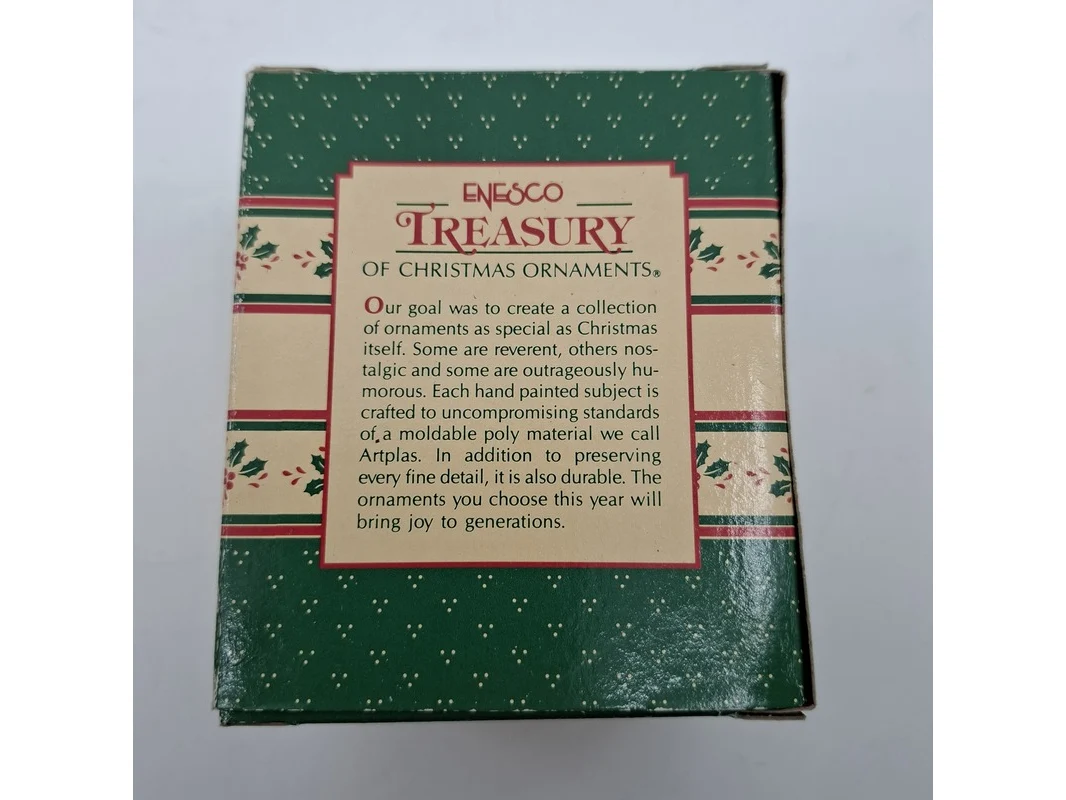 ENESCO
TREASURY
OF CHRISTMAS ORNAMENTS®
Our goal was to create a collection
of ornaments as special as Christmas
itself. Some are reverent, others nos-
talgic and some are outrageously hu-
morous. Each hand painted subject is
crafted to uncompromising standards
of a moldable poly material we call
Artplas. In addition to preserving
every fine detail, it is also durable. The
ornaments you choose this year will
bring joy to generations.